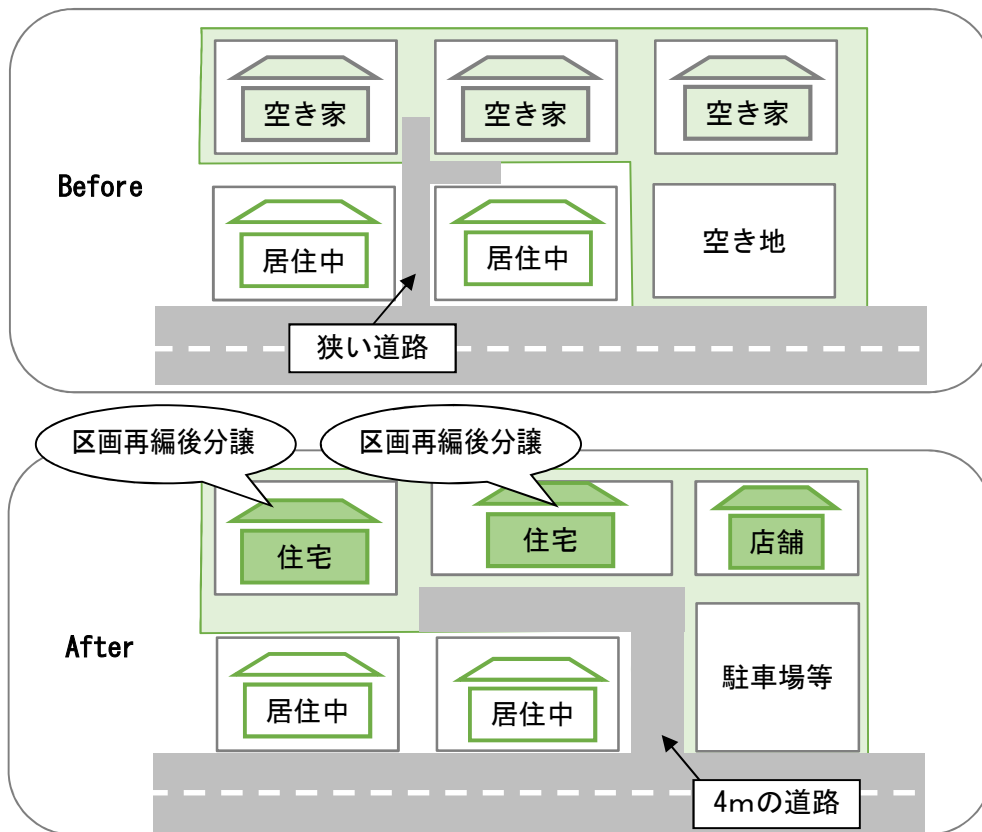 空き家
空き家
空き家
Before
居住中
居住中
空き地
狭い道路
区画再編後分譲
区画再編後分譲
住宅
住宅
店舗
After
居住中
居住中
駐車場等
4mの道路